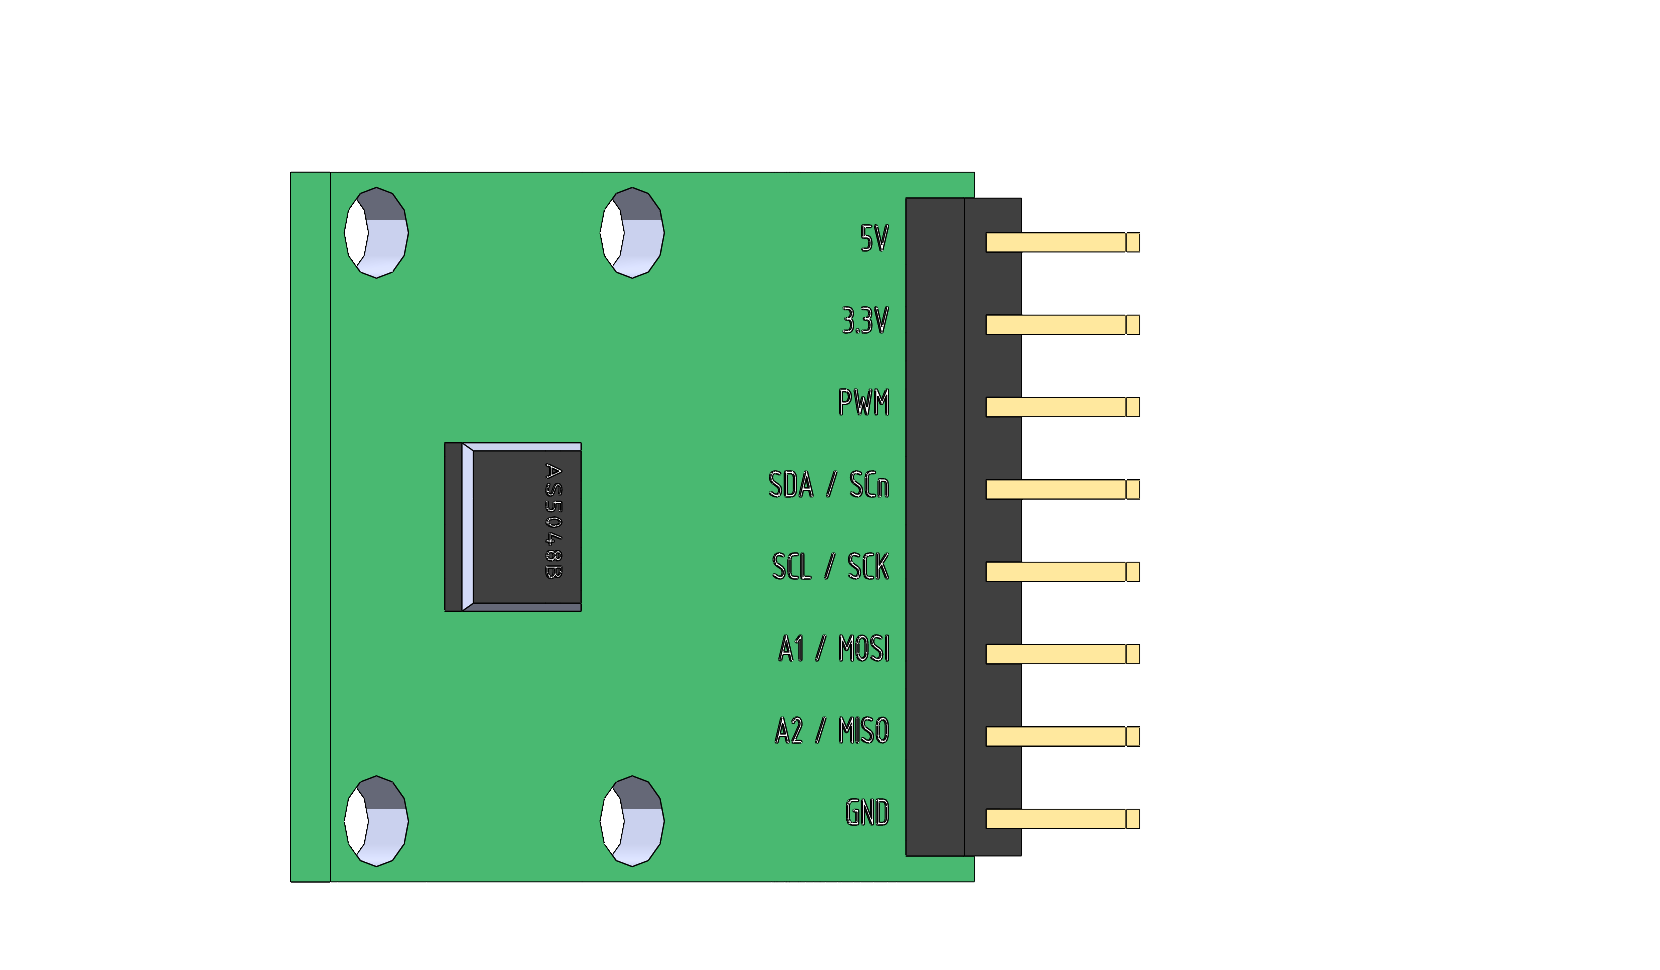 5V
3.3V
PWM
SDA / SCn
SCL / SCK
A1 / MOSI
A2 / MISO
GND
AS5048B